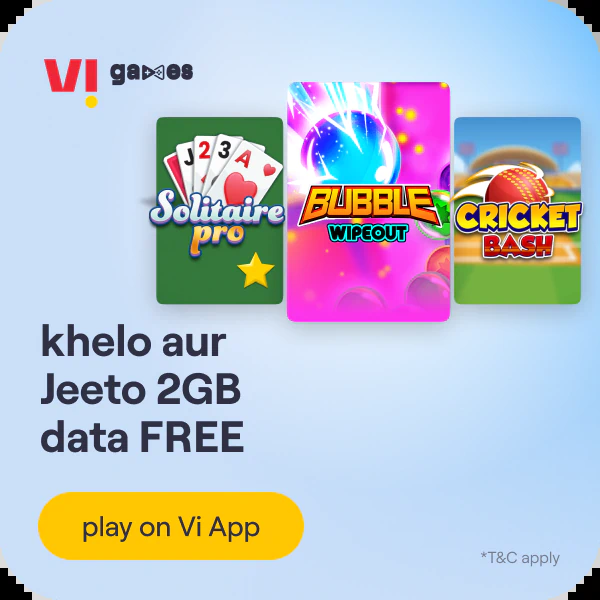 VI games
J 2 3 A
Solitaire
pro
BUBBLE
WIPEOUT
CRICKET
BASH
khelo aur
Jeeto 2GB
data FREE
play on Vi App
*T&C apply